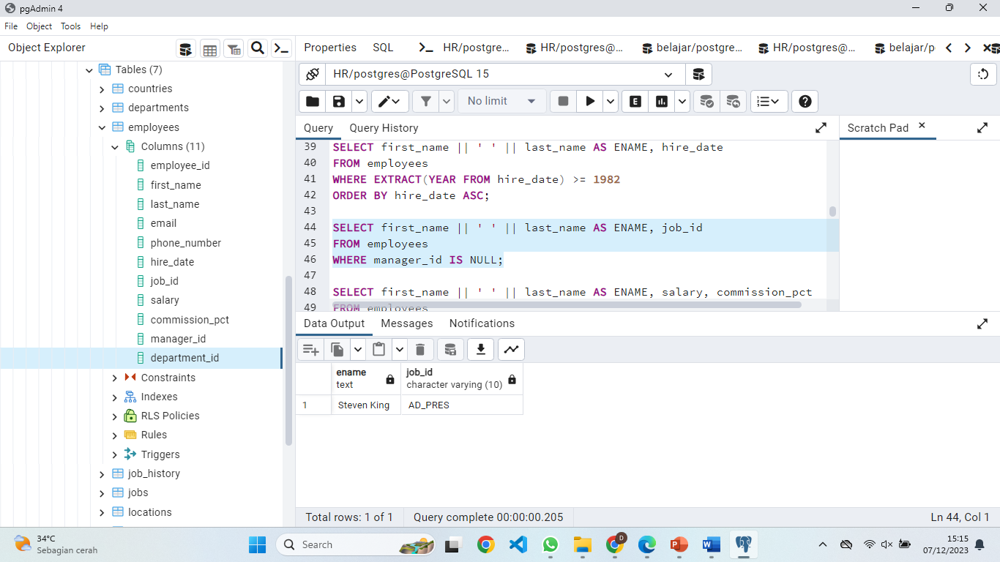 pgAdmin 4
File Object Tools Help
Object Explorer
Properties SQL HR/postgre... HR/postgres@... belajar/postgre... HR/postgres@... belajar/p
HR/postgres@PostgreSQL 15
No limit
E
Query Query History
Scratch Pad
Tables (7)
countries
departments
employees
Columns (11)
employee_id
first_name
last_name
email
phone_number
hire_date
job_id
salary
commission_pct
manager_id
department_id
Constraints
Indexes
RLS Policies
Rules
Triggers
job_history
jobs
locations
39 SELECT first_name || ' ' || last_name AS ENAME, hire_date
40 FROM employees
41 WHERE EXTRACT(YEAR FROM hire_date) >= 1982
42 ORDER BY hire_date ASC;
43
44 SELECT first_name || ' ' || last_name AS ENAME, job_id
45 FROM employees
46 WHERE manager_id IS NULL;
47
48 SELECT first_name || ' ' || last_name AS ENAME, salary, commission_pct
49 FROM employees
Data Output Messages Notifications
ename job_id
text character varying (10)
1 Steven King AD_PRES
Total rows: 1 of 1 Query complete 00:00:00.205 Ln 44, Col 1
34°C
Sebagian cerah
Search
D
15:15
07/12/2023